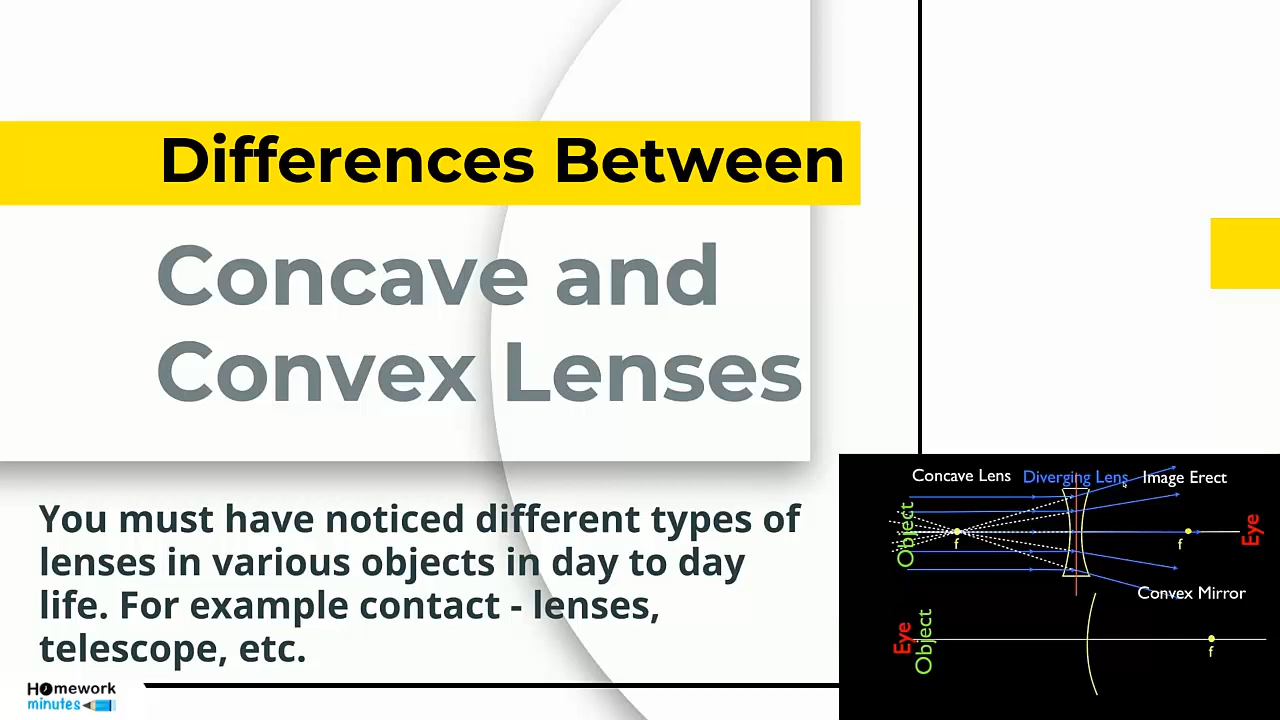 Differences Between
Concave and
Convex Lenses
You must have noticed different types of
lenses in various objects in day to day
life. For example contact - lenses,
telescope, etc.
Homework
minutes
Concave Lens Diverging Lens Image Erect
Object
f
f
Eye
Convex Mirror
Eye
Object
f